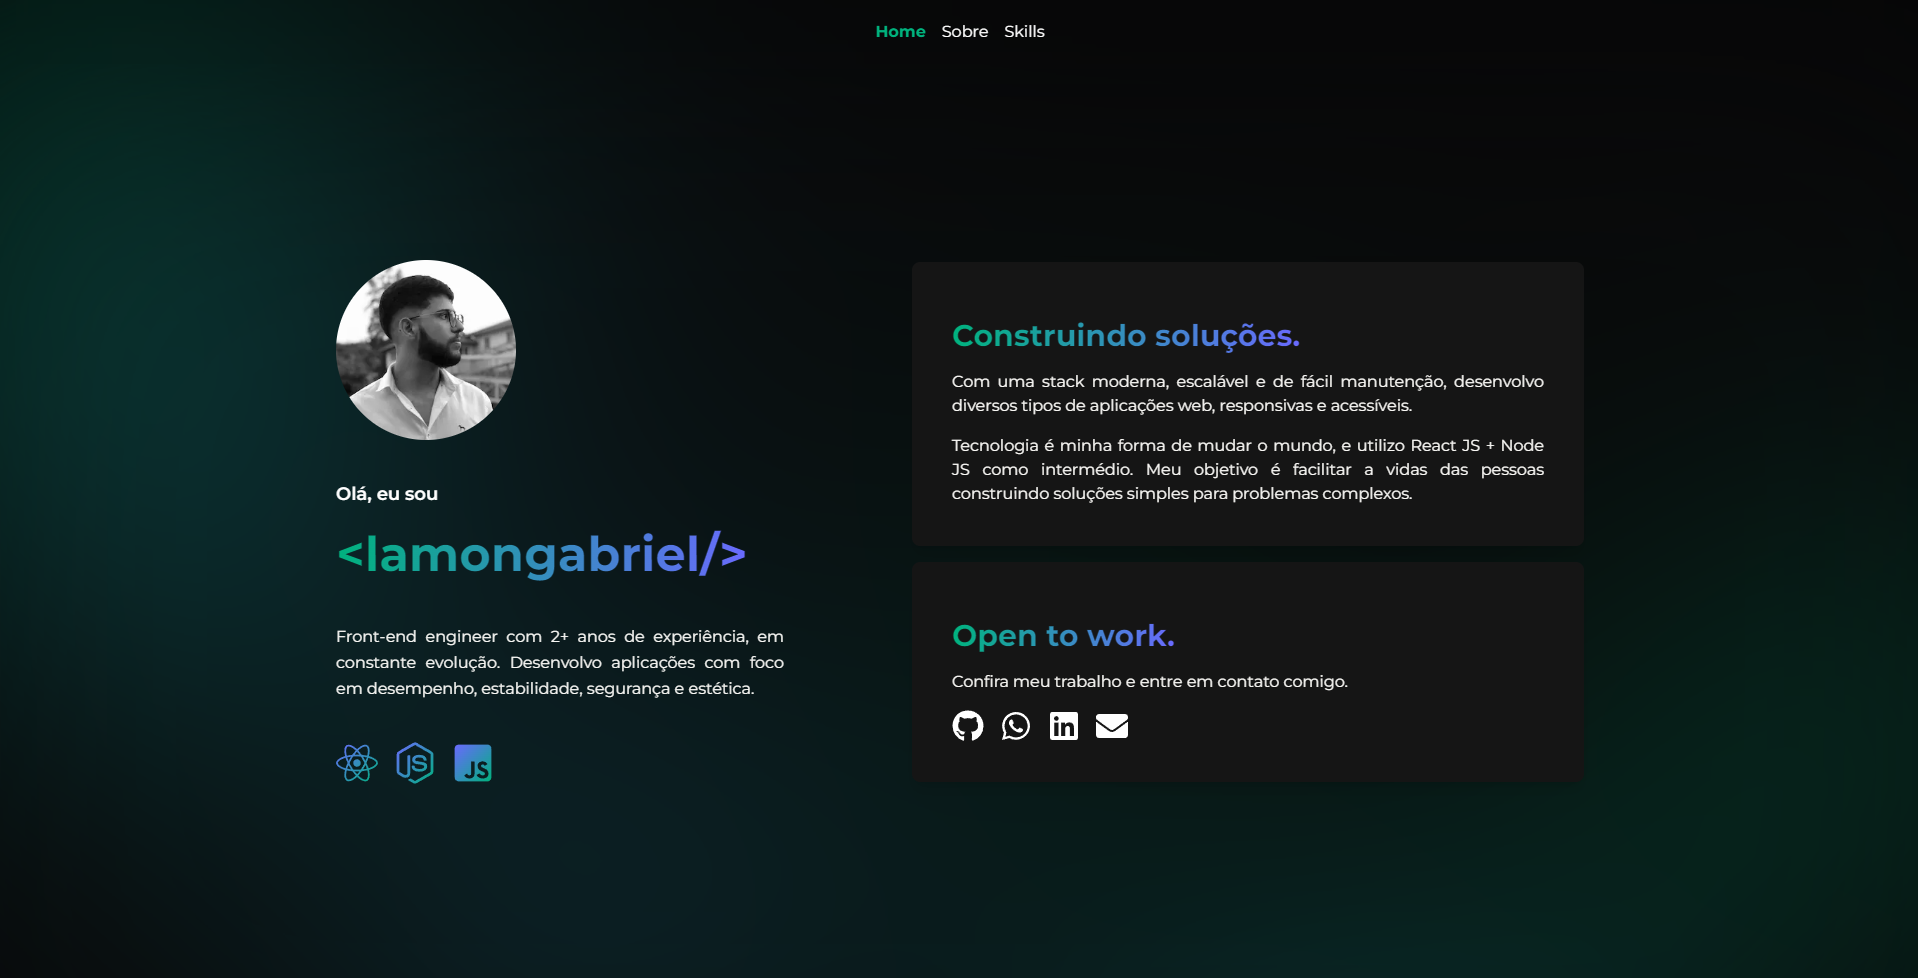 Home Sobre Skills
Olá, eu sou
<lamongabriel/>
Front-end engineer com 2+ anos de experiência, em
constante evolução. Desenvolvo aplicações com foco
em desempenho, estabilidade, segurança e estética.
JS
JS
Construindo soluções.
Com uma stack moderna, escalável e de fácil manutenção, desenvolvo
diversos tipos de aplicações web, responsivas e acessíveis.
Tecnologia é minha forma de mudar o mundo, e utilizo React JS + Node
JS como intermédio. Meu objetivo é facilitar a vidas das pessoas
construindo soluções simples para problemas complexos.
Open to work.
Confira meu trabalho e entre em contato comigo.
in